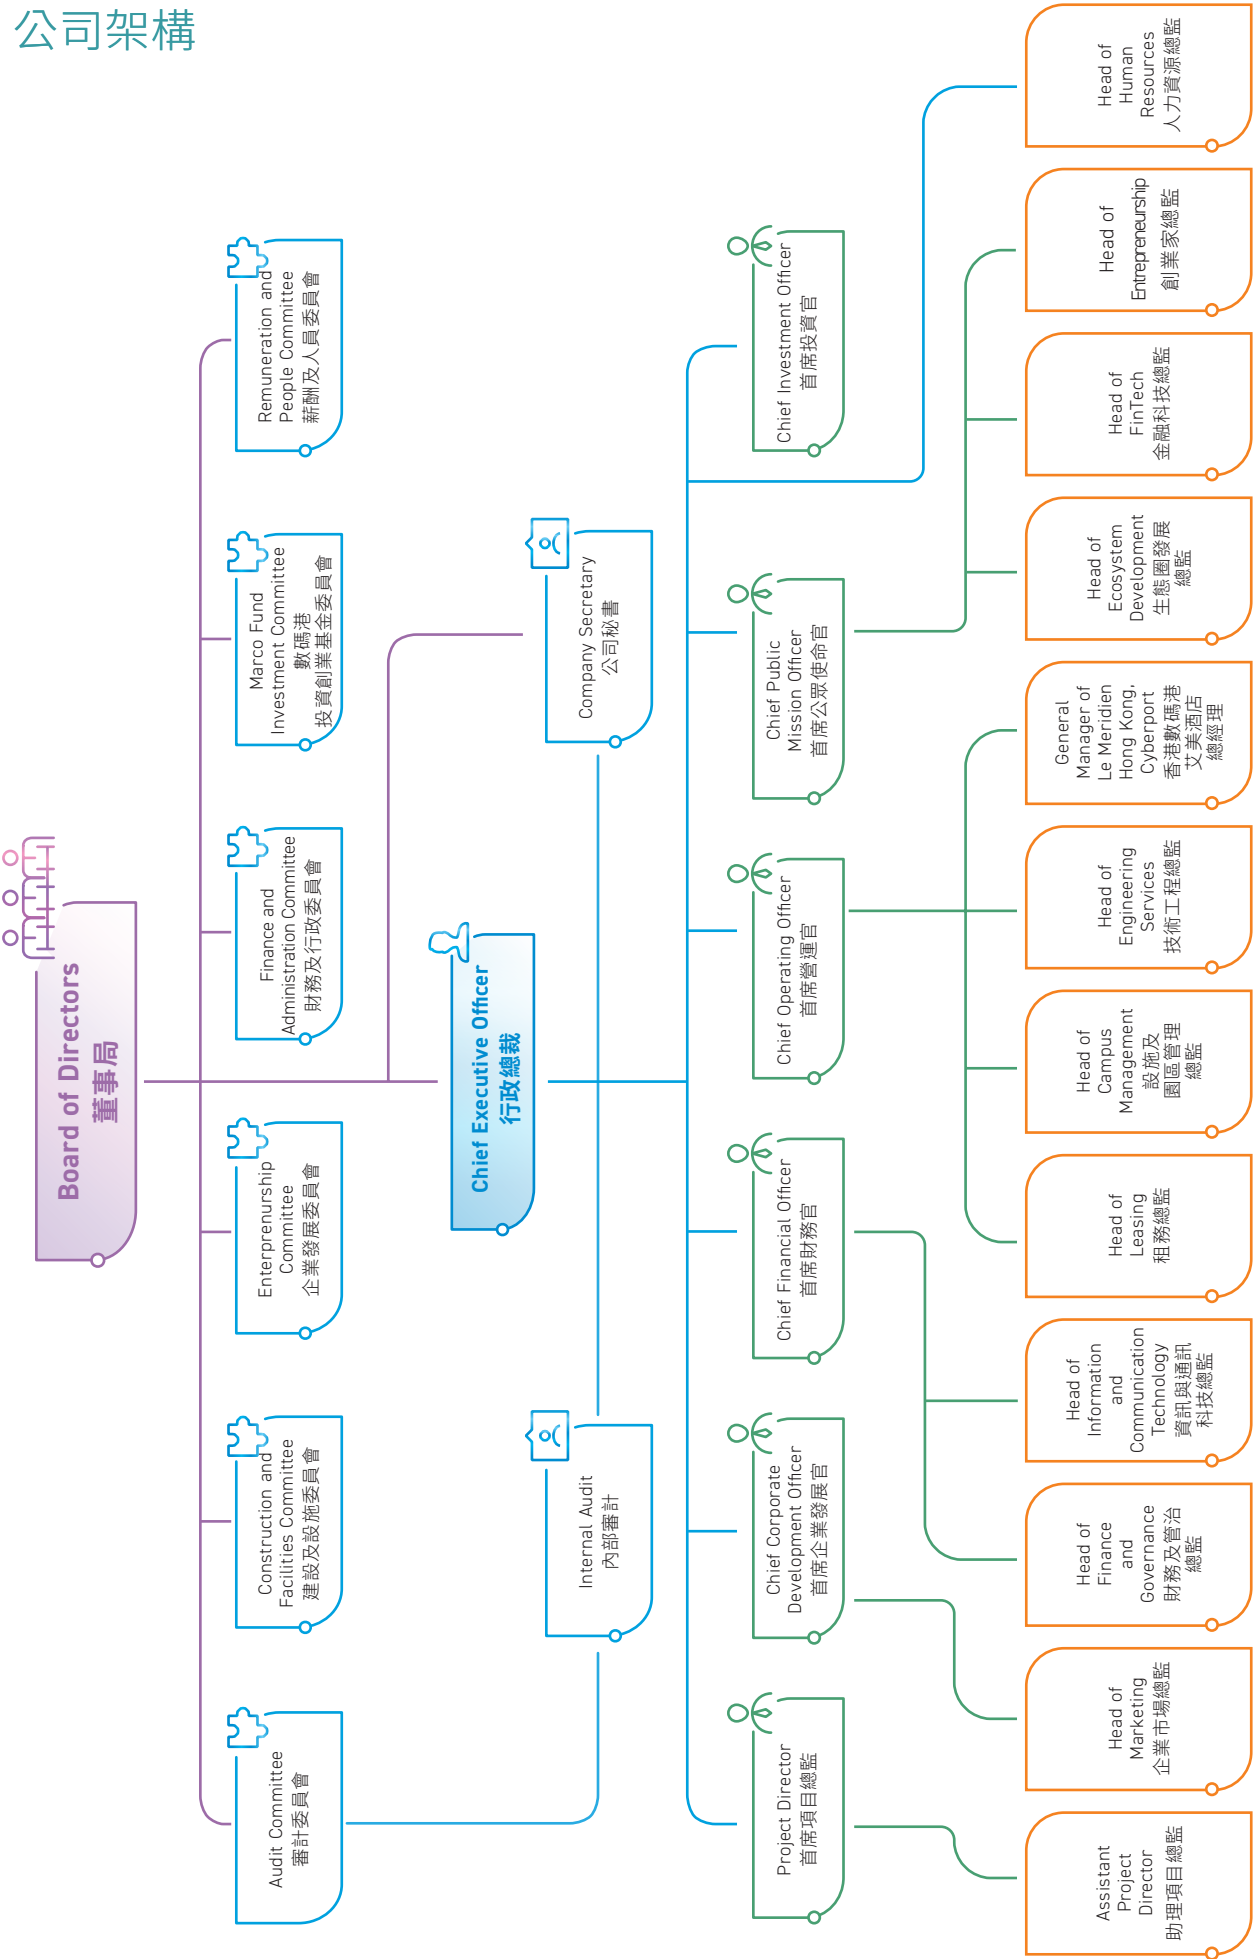 公司架構
Board of Directors
董事局
Audit Committee
審計委員會
Construction and
Facilities Committee
建設及設施委員會
Enterprenurship
Committee
企業發展委員會
Finance and
Administration Committee
財務及行政委員會
Marco Fund
Investment Committee
數碼港
投資創業基金委員會
Remuneration and
People Committee
薪酬及人員委員會
Chief Executive Officer
行政總裁
Internal Audit
內部審計
Company Secretary
公司秘書
Project Director
首席項目總監
Chief Corporate
Development Officer
首席企業發展官
Chief Financial Officer
首席財務官
Chief Operating Officer
首席營運官
Chief Public
Mission Officer
首席公眾使命官
Chief Investment Officer
首席投資官
Assistant
Project
Director
助理項目總監
Head of
Marketing
企業市場總監
Head of
Finance
and
Governance
財務及管治
總監
Head of
Information
and
Communication
Technology
資訊與通訊
科技總監
Head of
Leasing
租務總監
Head of
Campus
Management
設施及
園區管理
總監
Head of
Engineering
Services
技術工程總監
General
Manager of
Le Meridien
Hong Kong,
Cyberport
香港數碼港
艾美酒店
總經理
Head of
Ecosystem
Development
生態圈發展
總監
Head of
FinTech
金融科技總監
Head of
Entrepreneurship
創業家總監
Head of
Human
Resources
人力資源總監